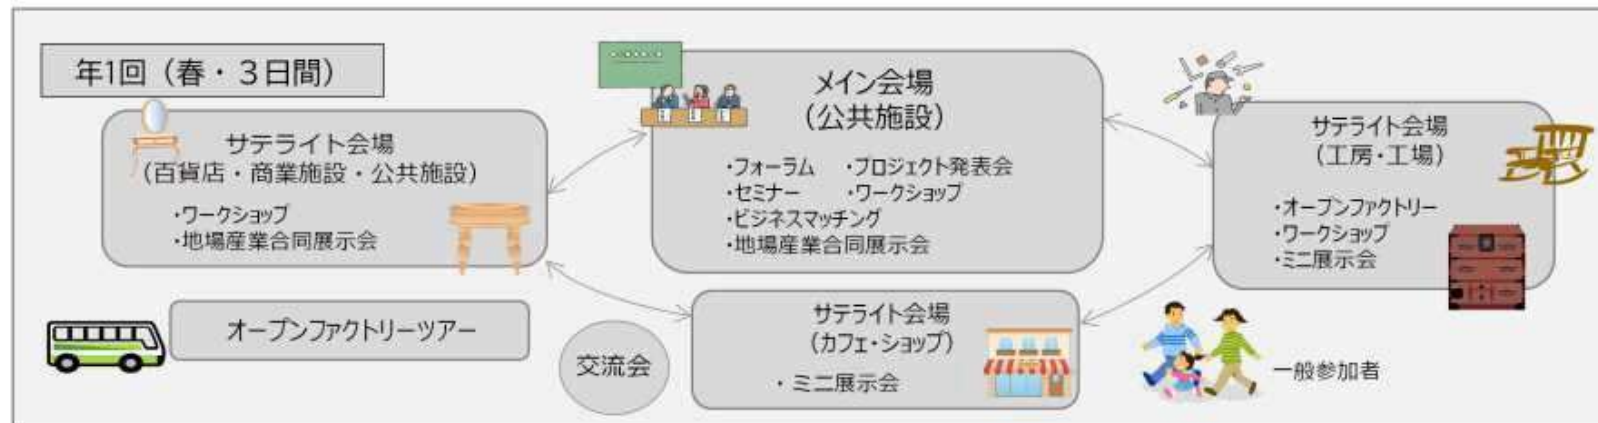 年1回（春・３日間）
サテライト会場
（百貨店・商業施設・公共施設）
・ワークショップ
・地場産業合同展示会
メイン会場
（公共施設）
・フォーラム　・プロジェクト発表会
・セミナー　・ワークショップ
・ビジネスマッチング
・地場産業合同展示会
サテライト会場
（工房・工場）
・オープンファクトリー
・ワークショップ
・ミニ展示会
オープンファクトリーツアー
交流会
サテライト会場
（カフェ・ショップ）
・ミニ展示会
一般参加者